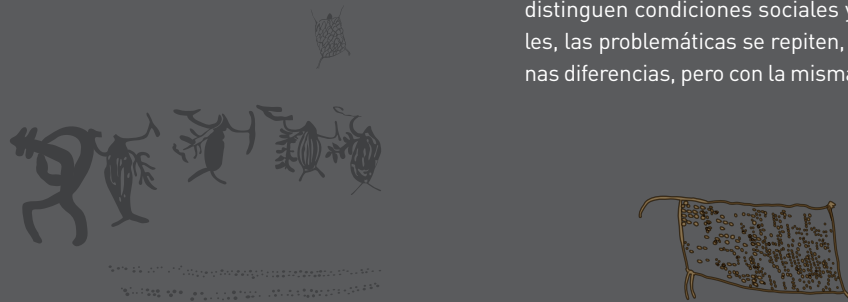 distinguen condiciones sociales y
les, las problemáticas se repiten,
nas diferencias, pero con la misma